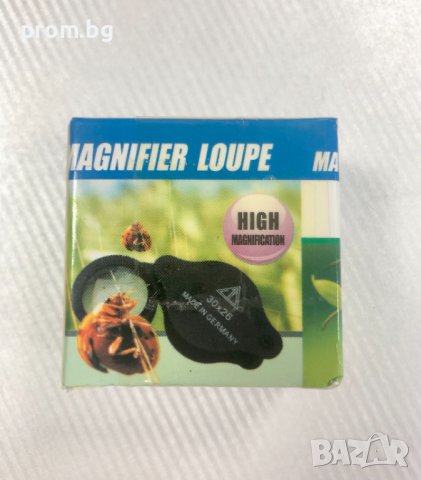 prom.bg
MAGNIFIER LOUPE
MA
HIGH
MAGNIFICATION
30x26
MADE IN GERMANY
BAZAR